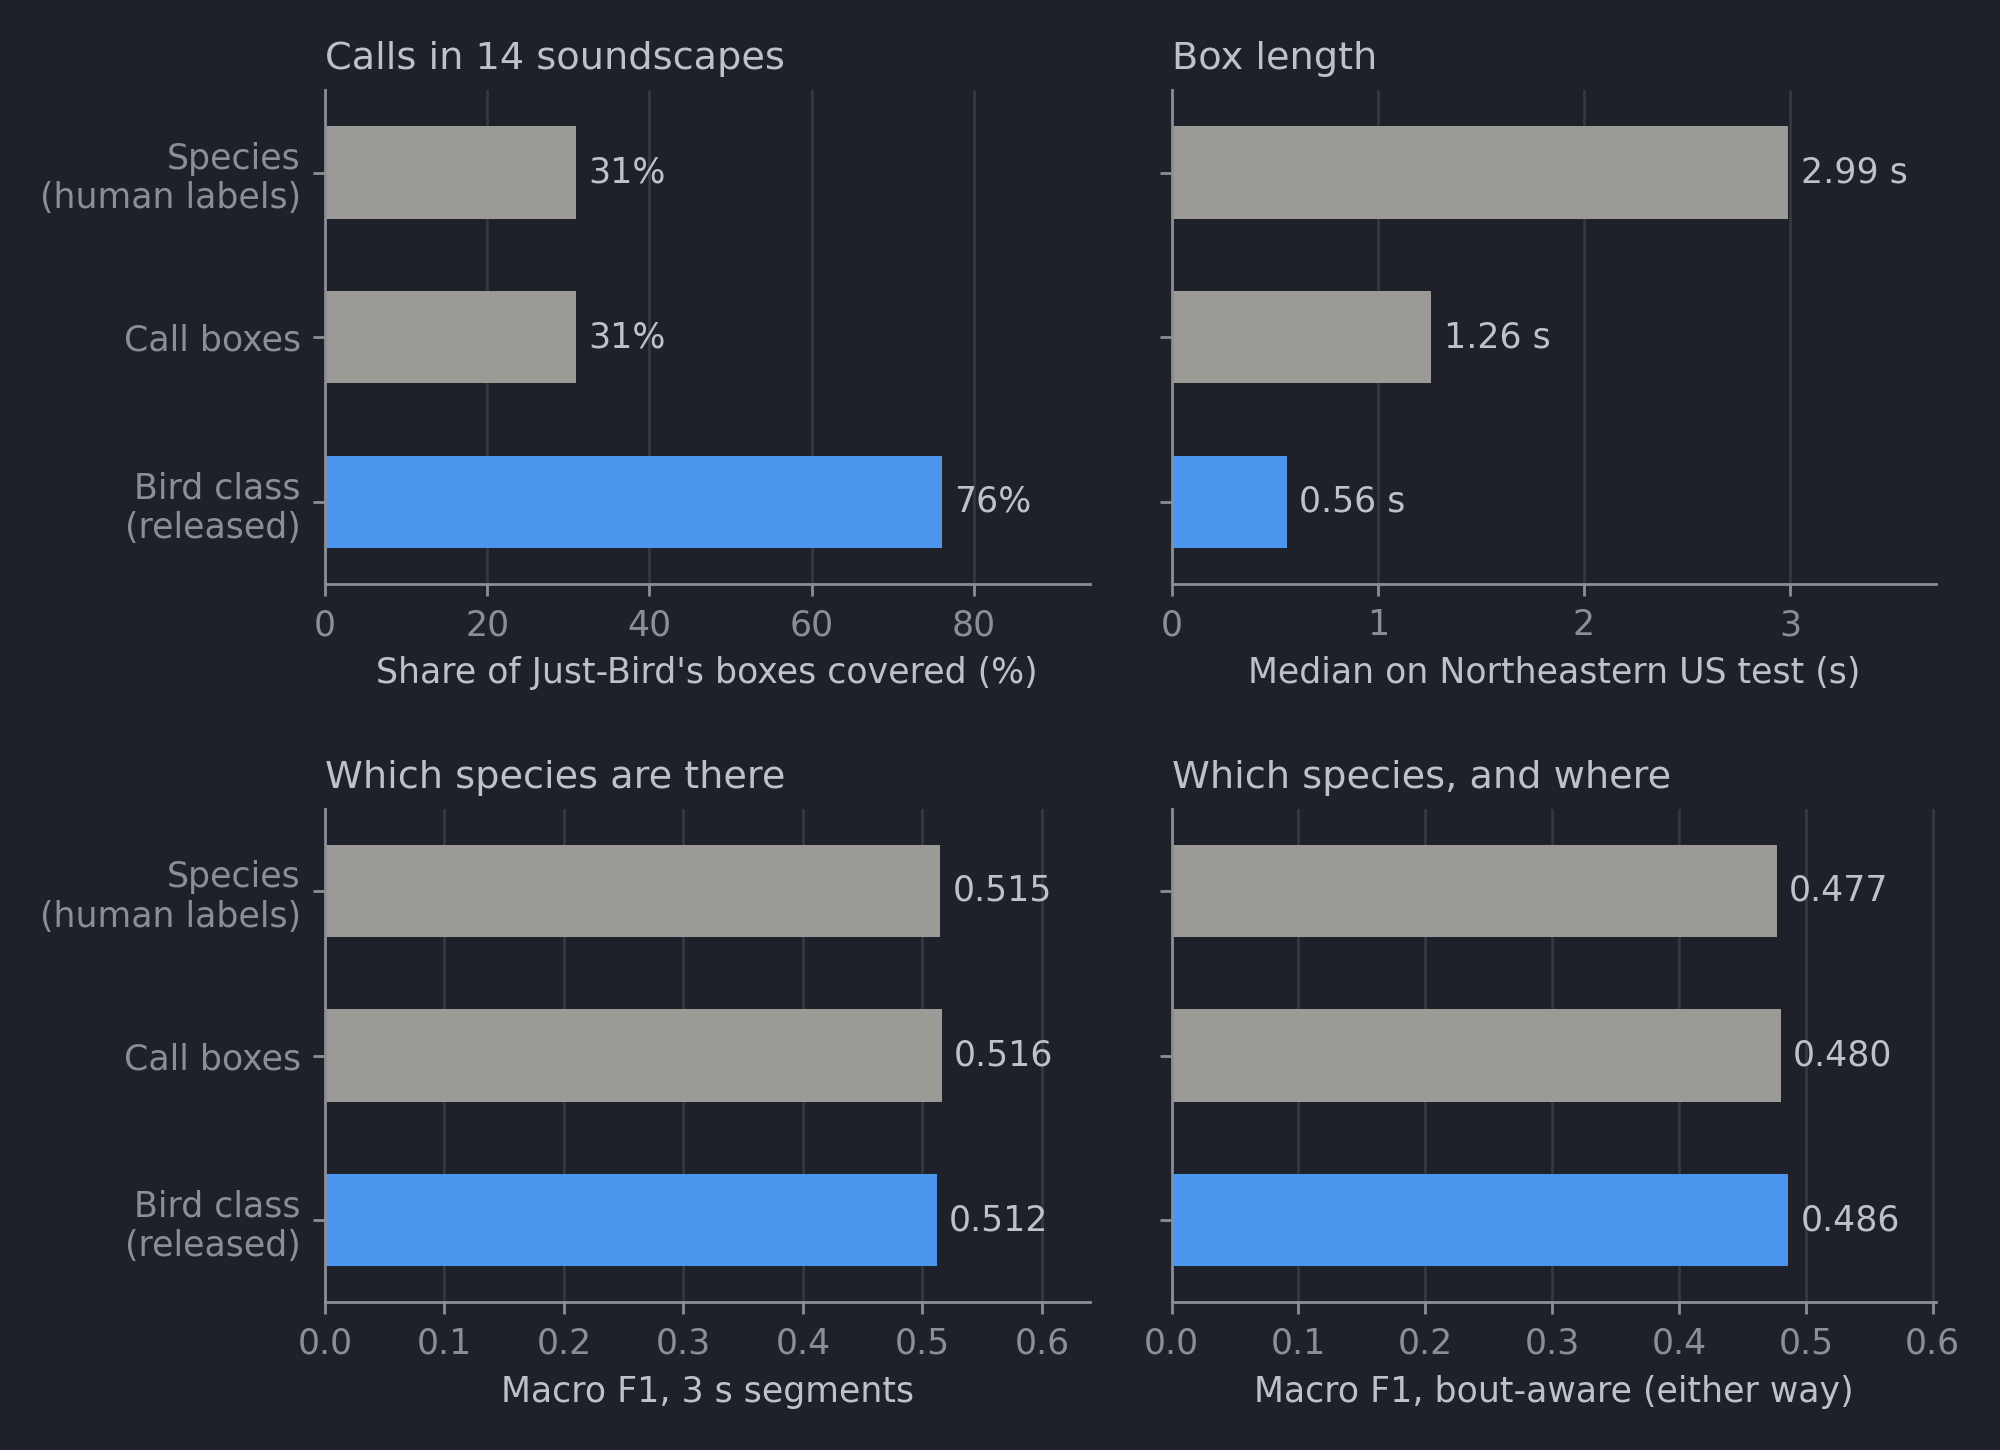 Calls in 14 soundscapes
Species
(human labels)
31%
Call boxes
31%
Bird class
(released)
76%
0 20 40 60 80
Share of Just-Bird's boxes covered (%)
Box length
2.99 s
1.26 s
0.56 s
0 1 2 3
Median on Northeastern US test (s)
Which species are there
Species
(human labels)
0.515
Call boxes
0.516
Bird class
(released)
0.512
0.0 0.1 0.2 0.3 0.4 0.5 0.6
Macro F1, 3 s segments
Which species, and where
0.477
0.480
0.486
0.0 0.1 0.2 0.3 0.4 0.5 0.6
Macro F1, bout-aware (either way)